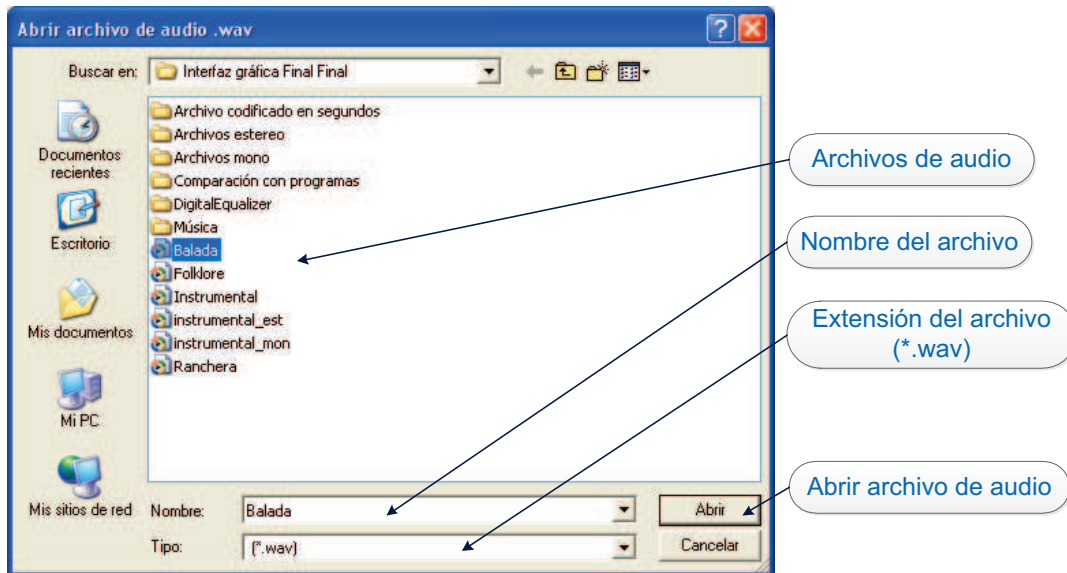 Abrir archivo de audio .wav
Buscar en:
Interfaz gráfica Final Final
Documentos
recientes
Escritorio
Mis documentos
Mi PC
Mis sitios de red
Archivo codificado en segundos
Archivos estereo
Archivos mono
Comparación con programas
DigitalEqualizer
Música
Balada
Folklore
Instrumental
instrumental_est
instrumental_mon
Ranchera
Nombre:
Balada
Abrir
Tipo:
(*.wav)
Cancelar
Archivos de audio
Nombre del archivo
Extensión del archivo
(*.wav)
Abrir archivo de audio